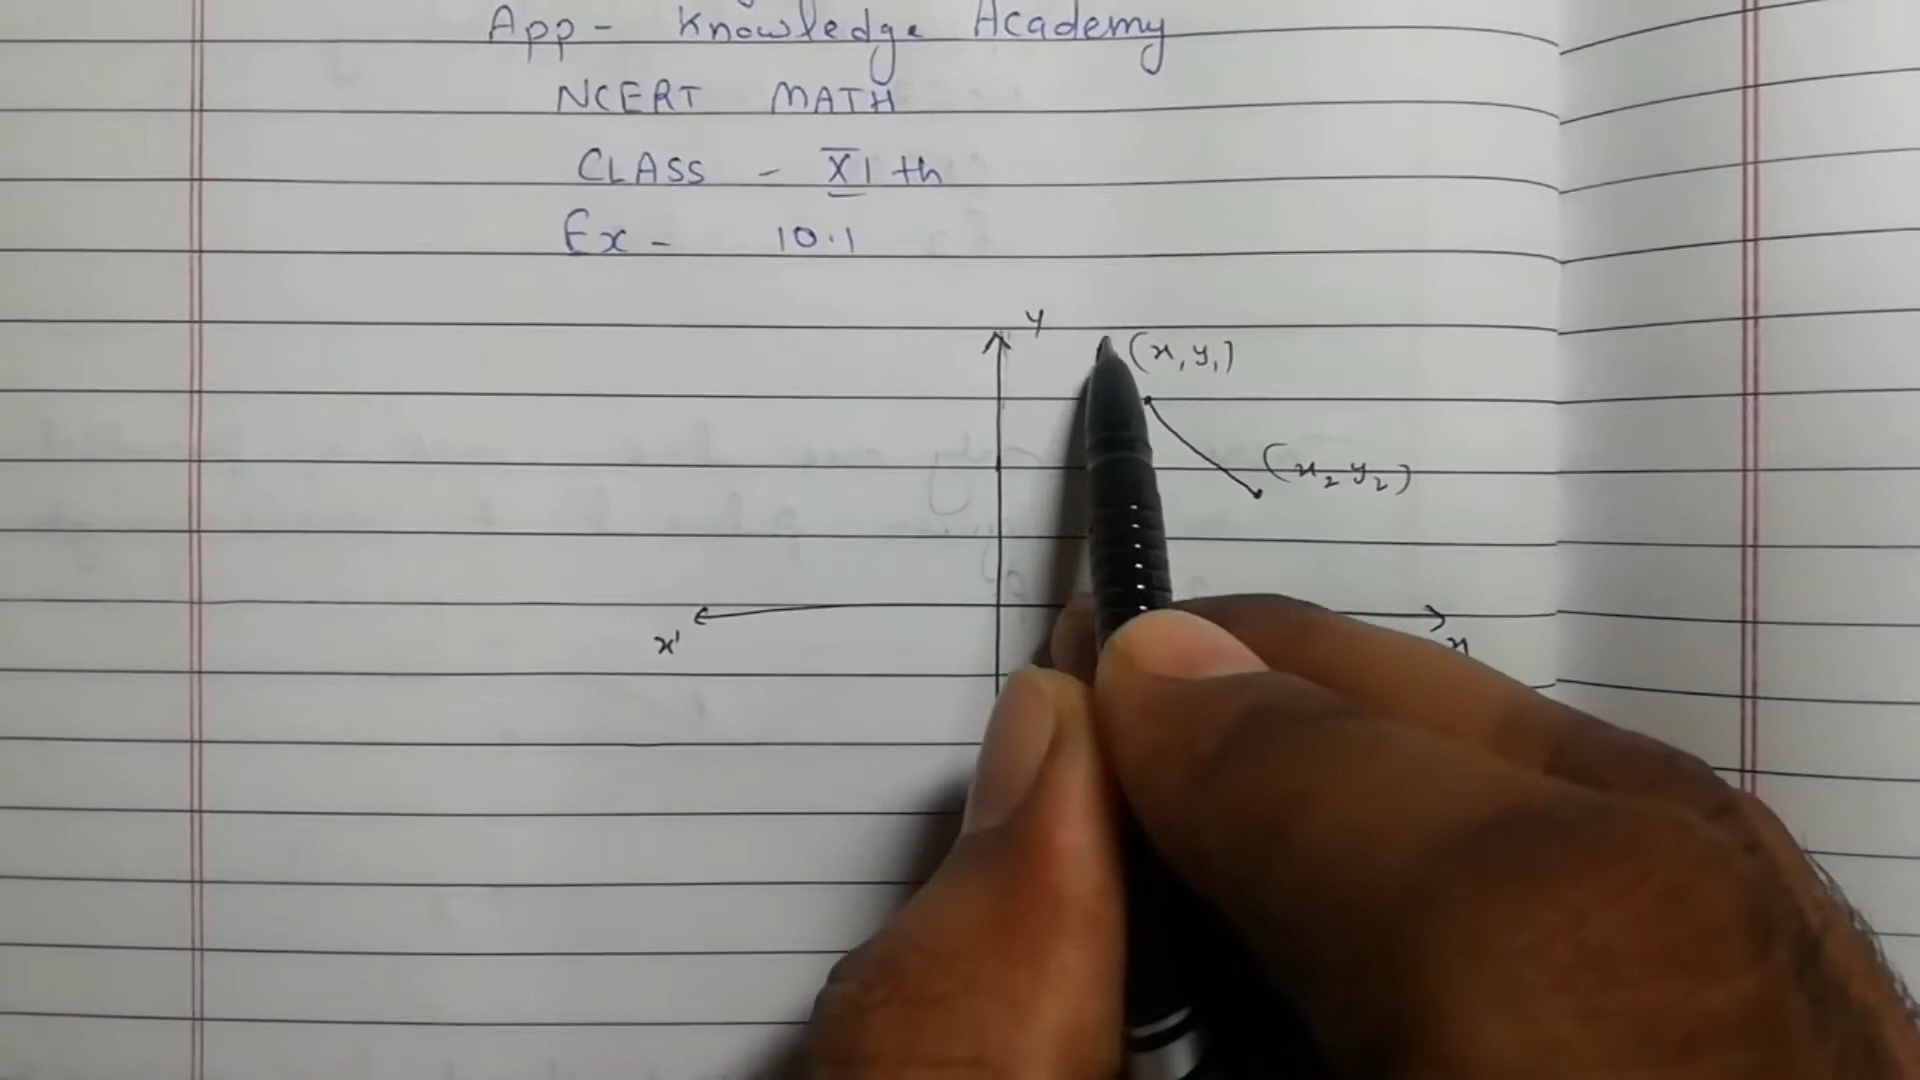 App - Knowledge Academy
NCERT MATH
CLASS - XI th
Ex - 10.1
y
(x, y₁)
(x₂ y₂)
x' x